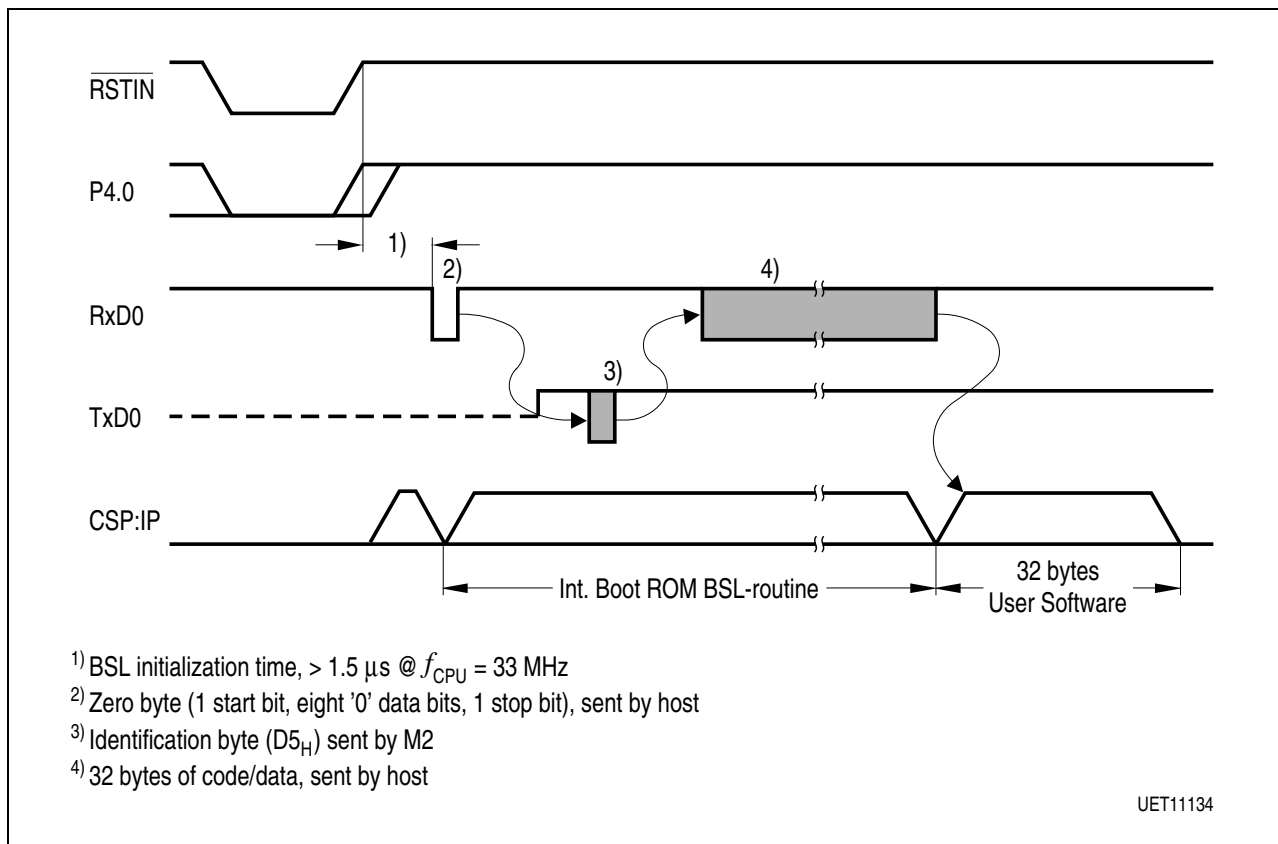 RSTIN
P4.0
1)
2)
4)
RxD0
3)
TxD0
CSP:IP
Int. Boot ROM BSL-routine
32 bytes
User Software
1) BSL initialization time, > 1.5 μs @ fCPU = 33 MHz
2) Zero byte (1 start bit, eight '0' data bits, 1 stop bit), sent by host
3) Identification byte (D5H) sent by M2
4) 32 bytes of code/data, sent by host
UET11134